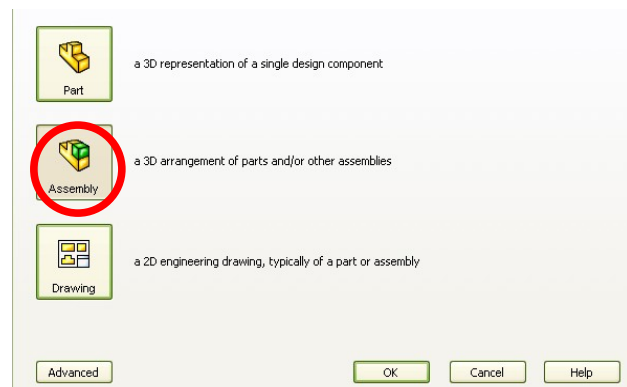 Part
a 3D representation of a single design component
Assembly
a 3D arrangement of parts and/or other assemblies
Drawing
a 2D engineering drawing, typically of a part or assembly
Advanced OK Cancel Help